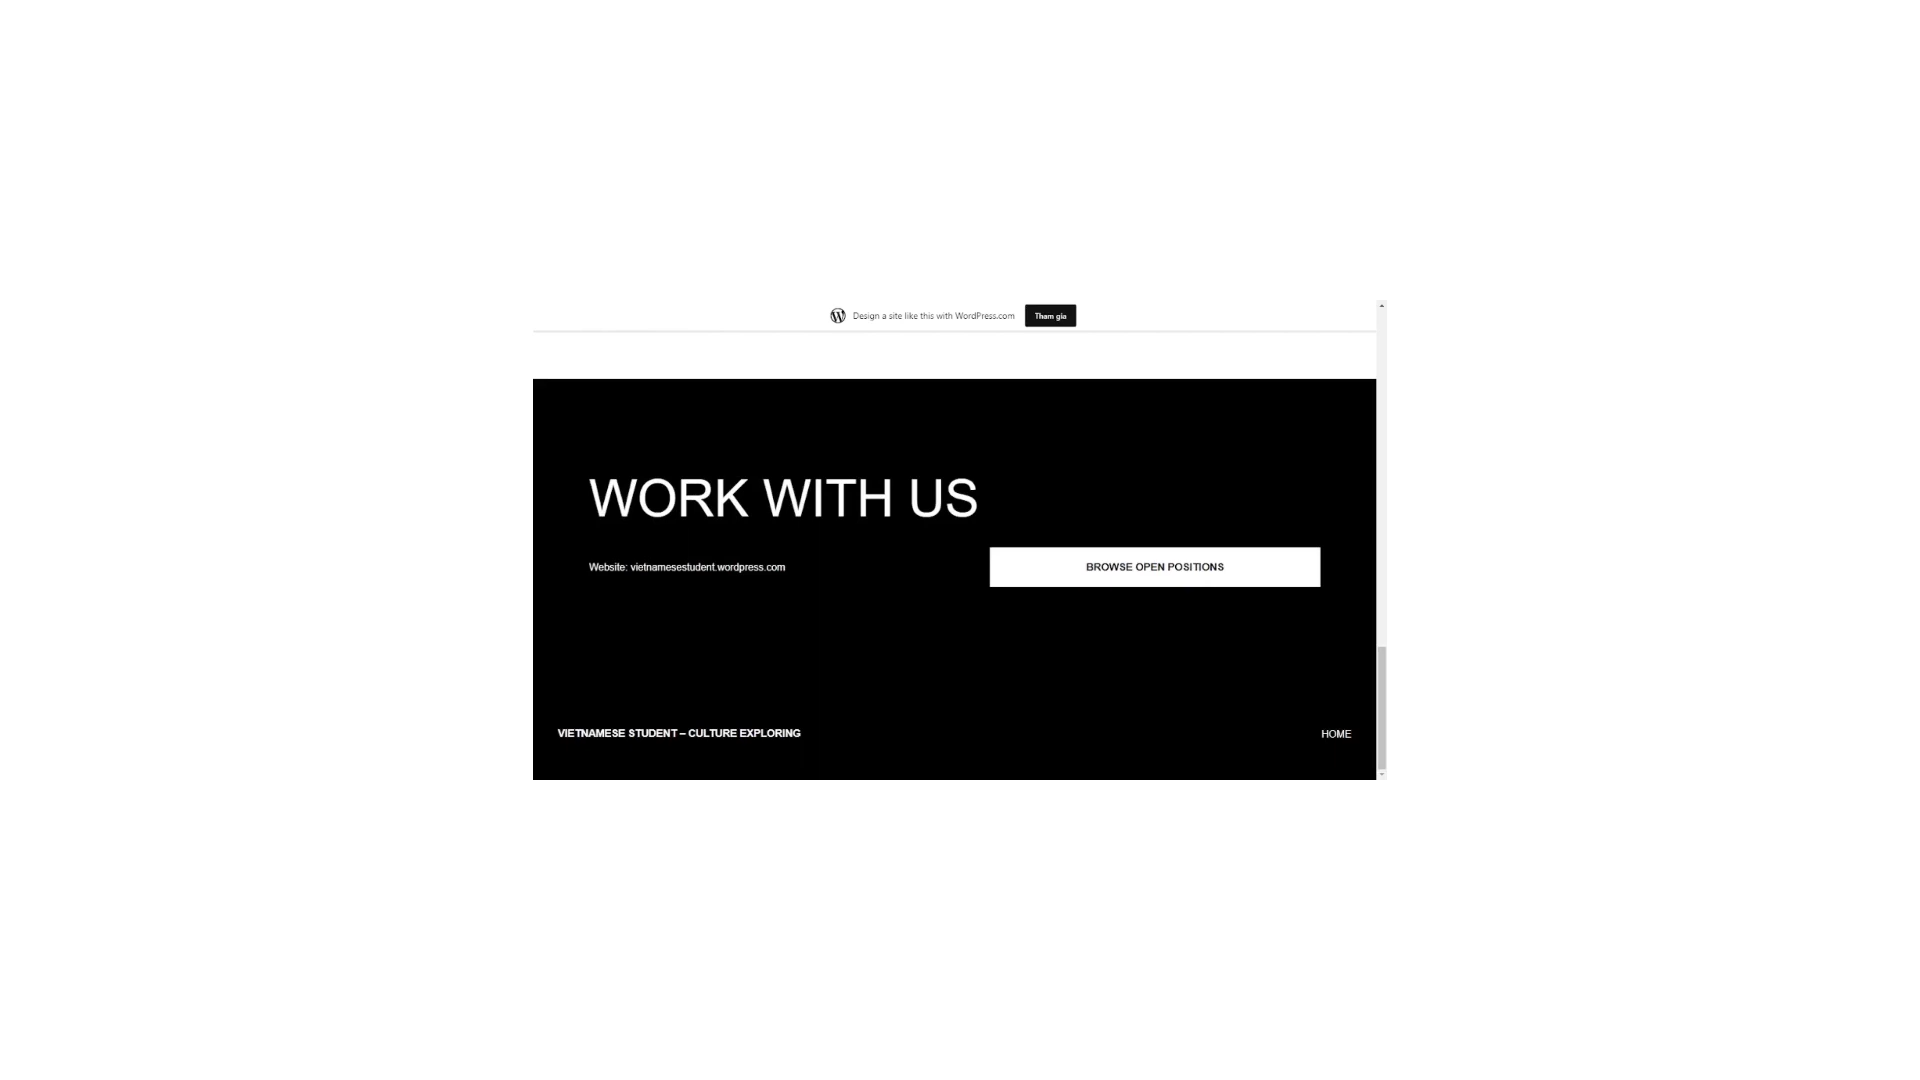 Design a site like this with WordPress.com
Tham gia
WORK WITH US
Website: vietnamesestudent.wordpress.com
BROWSE OPEN POSITIONS
VIETNAMESE STUDENT – CULTURE EXPLORING
HOME